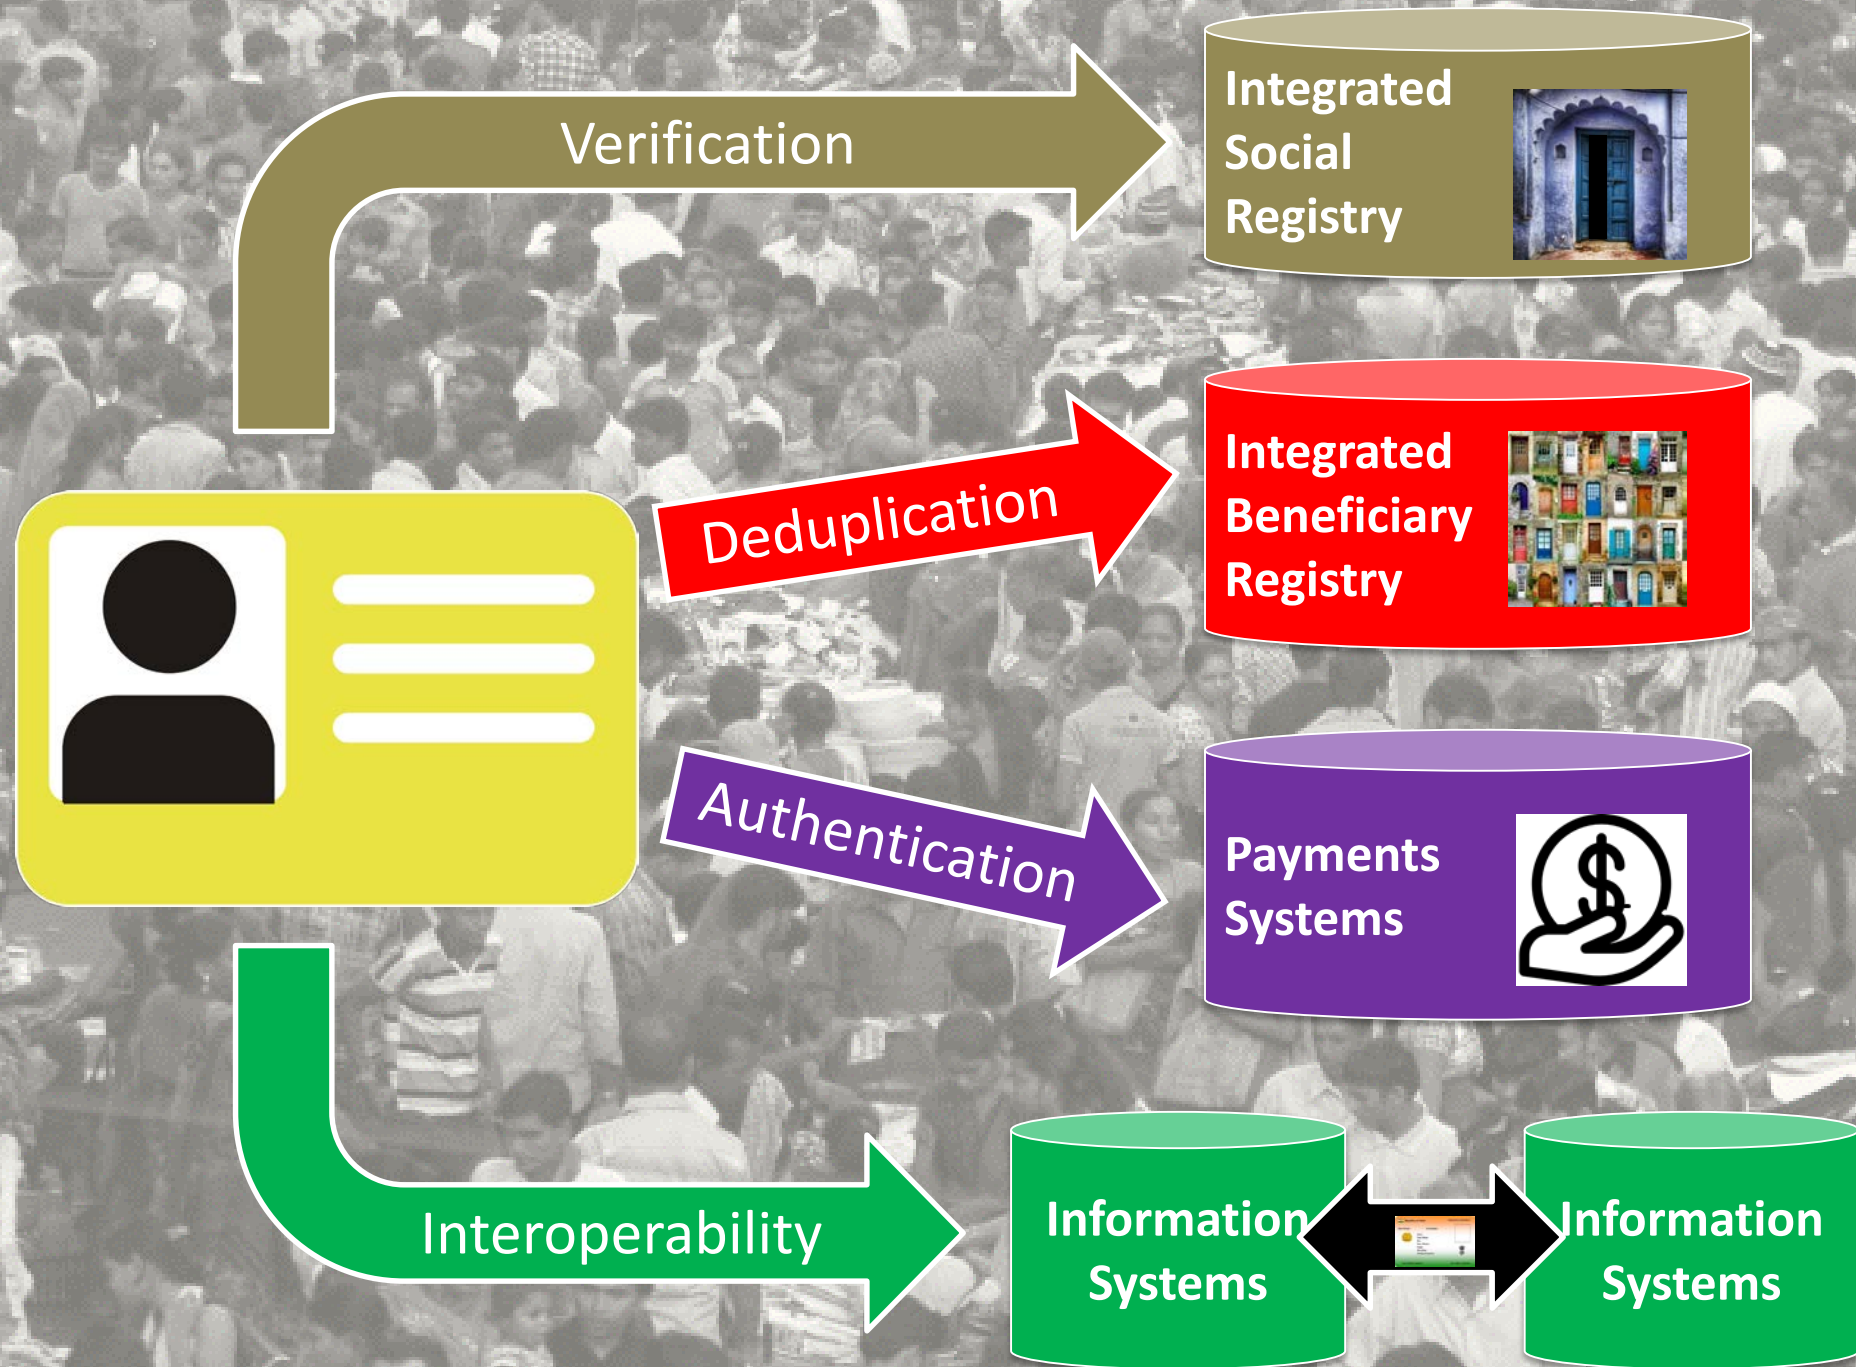 Verification
Integrated
Social
Registry
Deduplication
Integrated
Beneficiary
Registry
Authentication
Payments
Systems
Interoperability
Information
Systems
Information
Systems